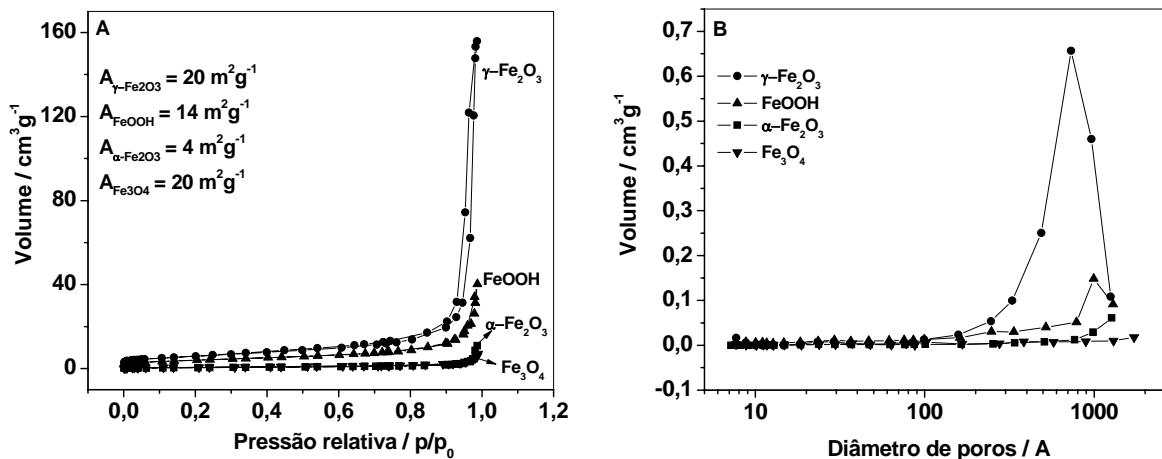 A
160
120
80
40
0
Volume / cm³g⁻¹
A γ−Fe2O3 = 20 m²g⁻¹
A FeOOH = 14 m²g⁻¹
A α-Fe2O3 = 4 m²g⁻¹
A Fe3O4 = 20 m²g⁻¹
γ−Fe₂O₃
FeOOH
α−Fe₂O₃
Fe₃O₄
0,0 0,2 0,4 0,6 0,8 1,0 1,2
Pressão relativa / p/p₀
B
0,7
0,6
0,5
0,4
0,3
0,2
0,1
0,0
-0,1
Volume / cm³g⁻¹
γ−Fe₂O₃
FeOOH
α−Fe₂O₃
Fe₃O₄
10 100 1000
Diâmetro de poros / A